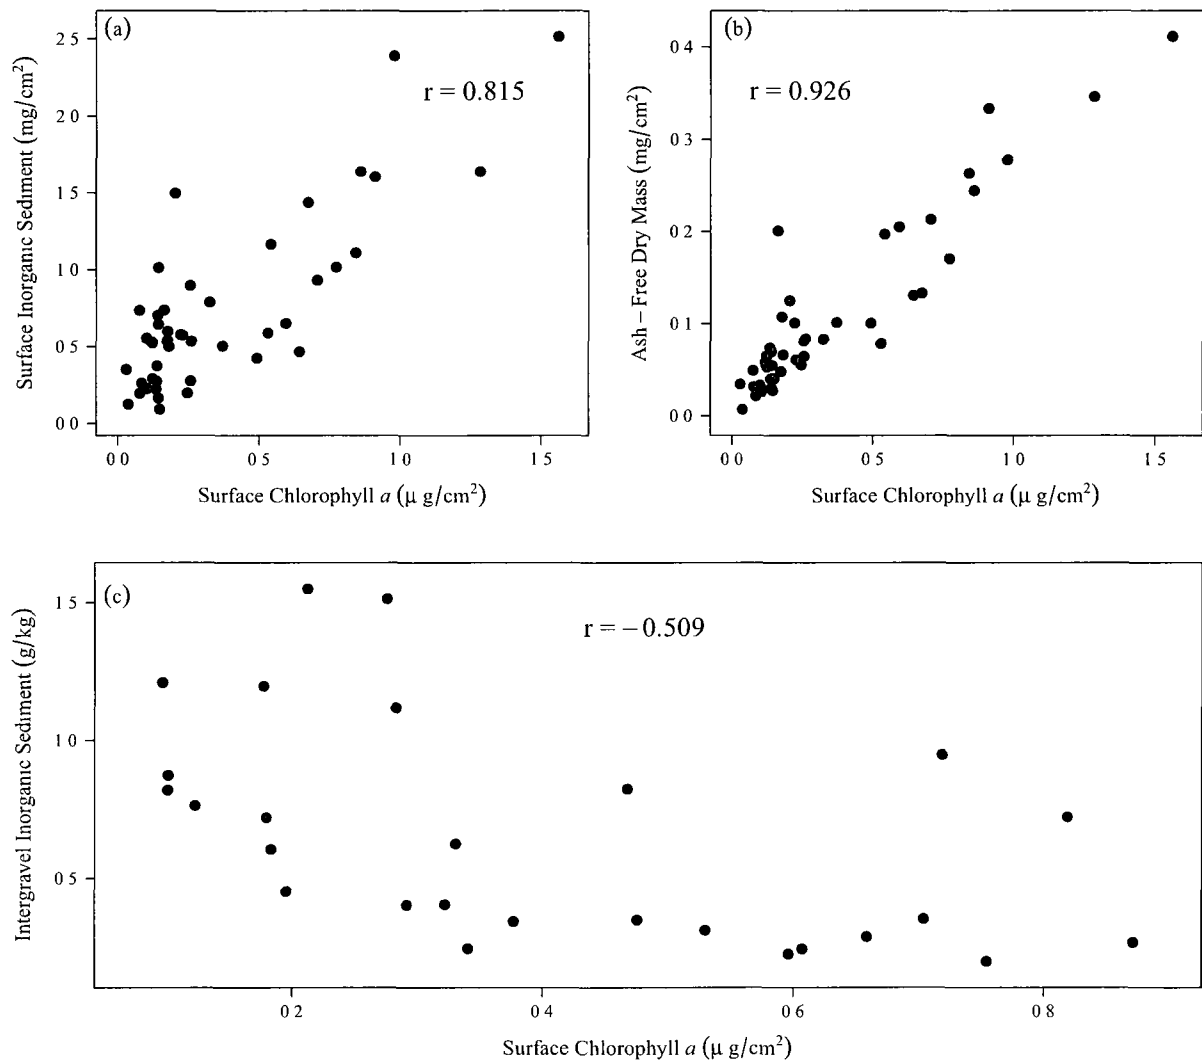 (a)
r = 0.815
Surface Inorganic Sediment (mg/cm²)
2 5
2 0
1 5
1 0
0 5
0 0
0 0 0 5 1 0 1 5
Surface Chlorophyll a (μ g/cm²)
(b)
r = 0.926
Ash – Free Dry Mass (mg/cm²)
0 4
0 3
0 2
0 1
0 0
0 0 0 5 1 0 1 5
Surface Chlorophyll a (μ g/cm²)
(c)
r = – 0.509
Intergravel Inorganic Sediment (g/kg)
1 5
1 0
0 5
0 2 0 4 0 6 0 8
Surface Chlorophyll a (μ g/cm²)